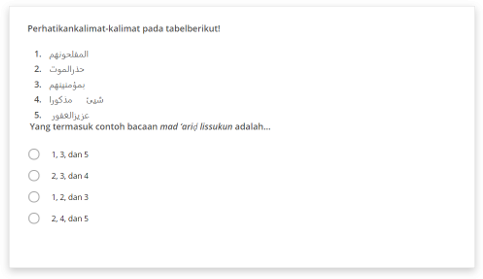 Perhatikankalimat-kalimat pada tabelberikut!
1. المفلحونهم
2. حذرالموت
3. بمؤمنينهم
4. شيئ مذكورا
5. عزيزالغفور
Yang termasuk contoh bacaan mad 'ariḍ lissukun adalah...
1, 3, dan 5
2, 3, dan 4
1, 2, dan 3
2, 4, dan 5